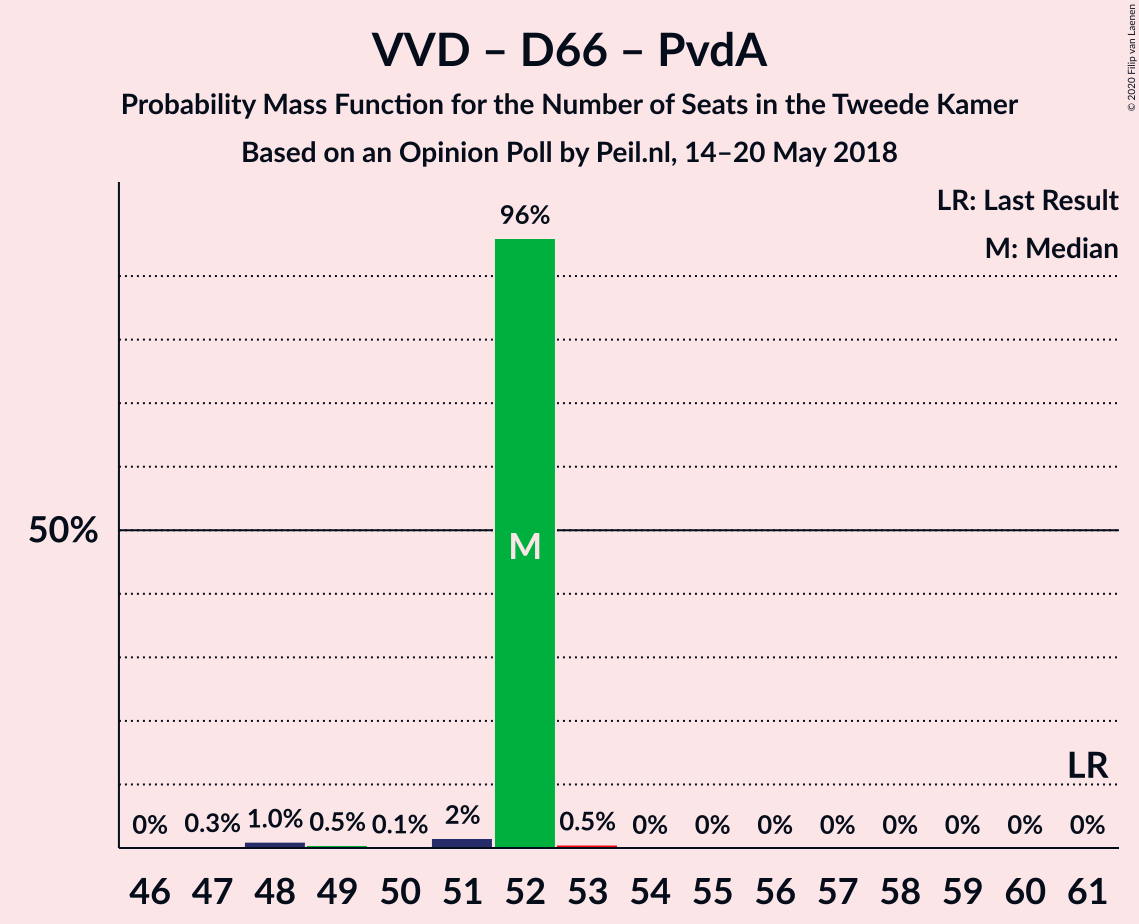 VVD – D66 – PvdA
Probability Mass Function for the Number of Seats in the Tweede Kamer
Based on an Opinion Poll by Peil.nl, 14–20 May 2018
© 2020 Filip van Laenen
LR: Last Result
M: Median
96%
50%
M
LR
0% 0.3% 1.0% 0.5% 0.1% 2% 0.5% 0% 0% 0% 0% 0% 0% 0% 0%
46 47 48 49 50 51 52 53 54 55 56 57 58 59 60 61